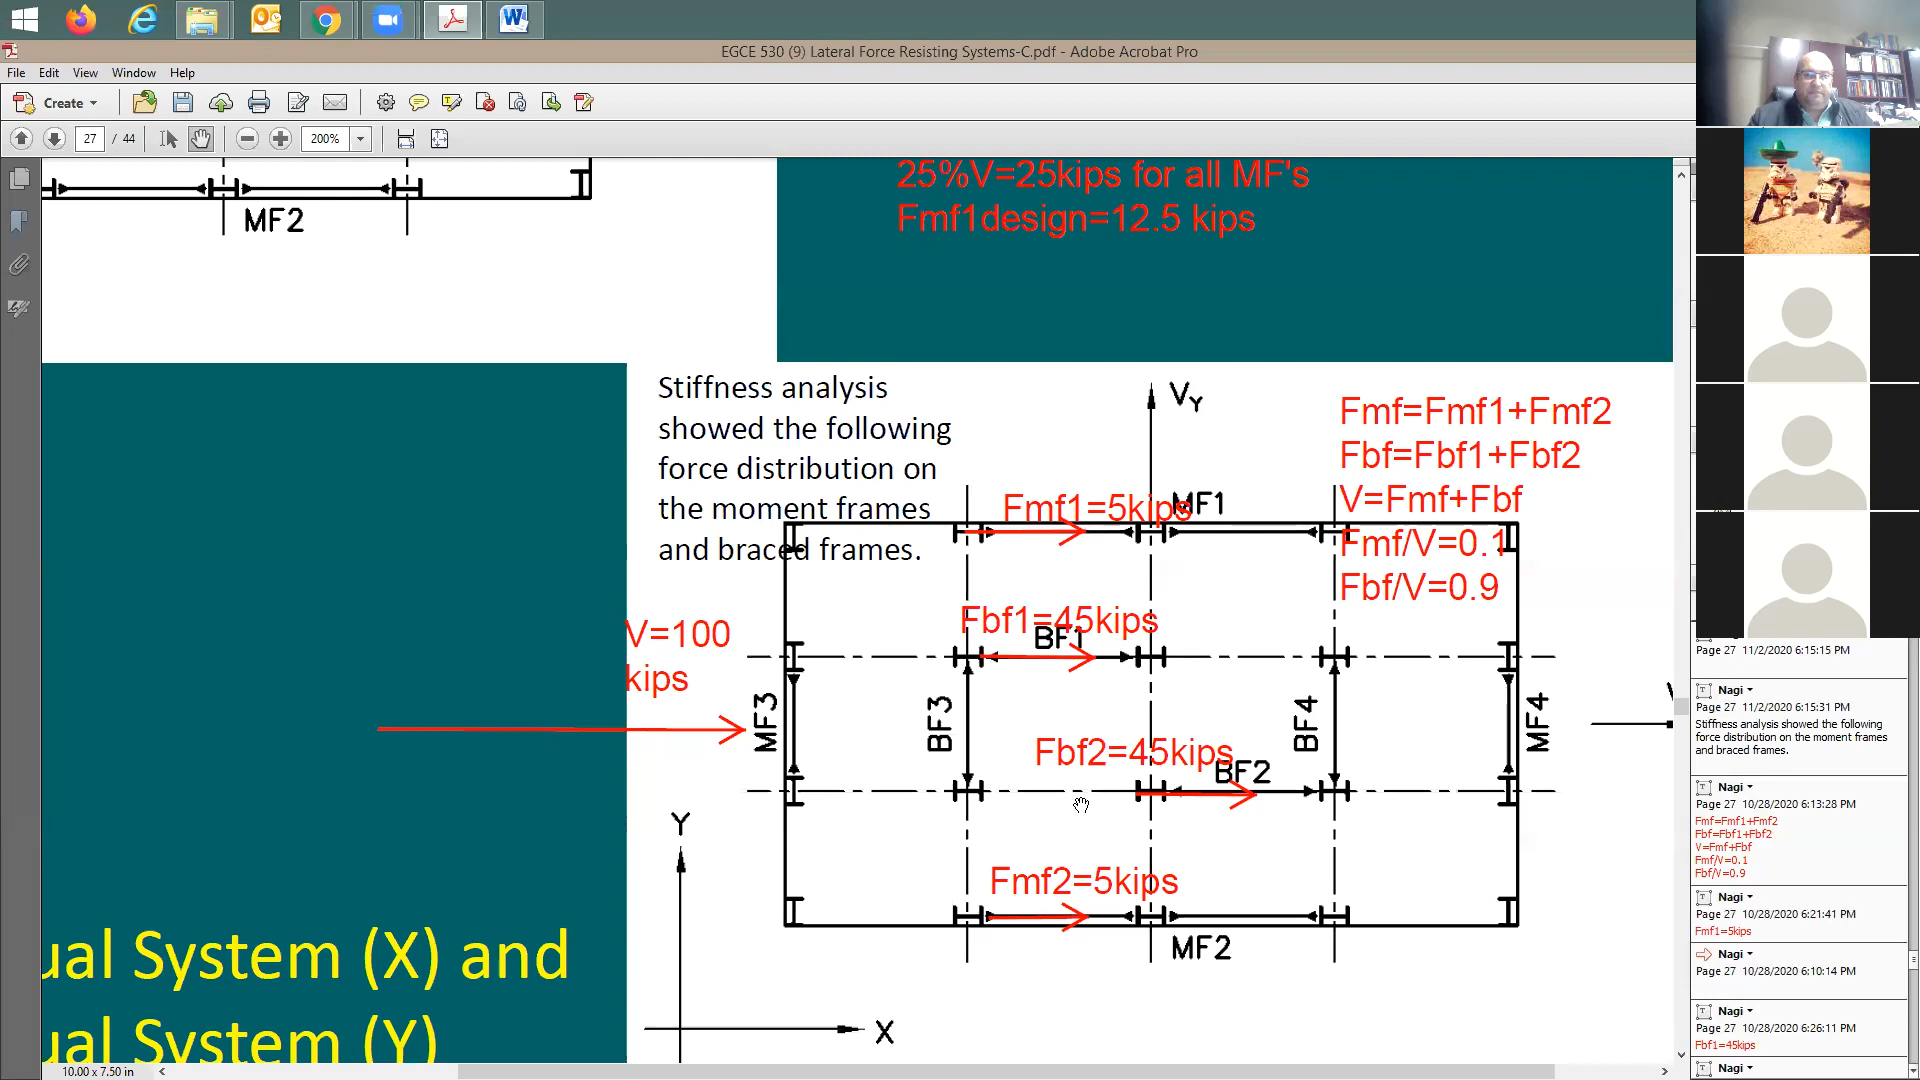 EGCE 530 (9) Lateral Force Resisting Systems-C.pdf - Adobe Acrobat Pro
File Edit View Window Help
Create
27 / 44
200%
MF2
25%V=25kips for all MF's
Fmf1design=12.5 kips
Stiffness analysis
showed the following
force distribution on
the moment frames
and braced frames.
VY
Fmf=Fmf1+Fmf2
Fbf=Fbf1+Fbf2
V=Fmf+Fbf
Fmf/V=0.1
Fbf/V=0.9
Fmf1=5kips
MF1
Fbf1=45kips
BF1
V=100
kips
MF3
BF3
BF4
MF4
Fbf2=45kips
BF2
Y
Fmf2=5kips
MF2
X
ual System (X) and
ual System (Y)
10.00 x 7.50 in
Page 27 11/2/2020 6:15:15 PM
Nagi
Page 27 11/2/2020 6:15:31 PM
Stiffness analysis showed the following
force distribution on the moment frames
and braced frames.
Nagi
Page 27 10/28/2020 6:13:28 PM
Fmf=Fmf1+Fmf2
Fbf=Fbf1+Fbf2
V=Fmf+Fbf
Fmf/V=0.1
Fbf/V=0.9
Nagi
Page 27 10/28/2020 6:21:41 PM
Fmf1=5kips
Nagi
Page 27 10/28/2020 6:10:14 PM
Nagi
Page 27 10/28/2020 6:26:11 PM
Fbf1=45kips
Nagi